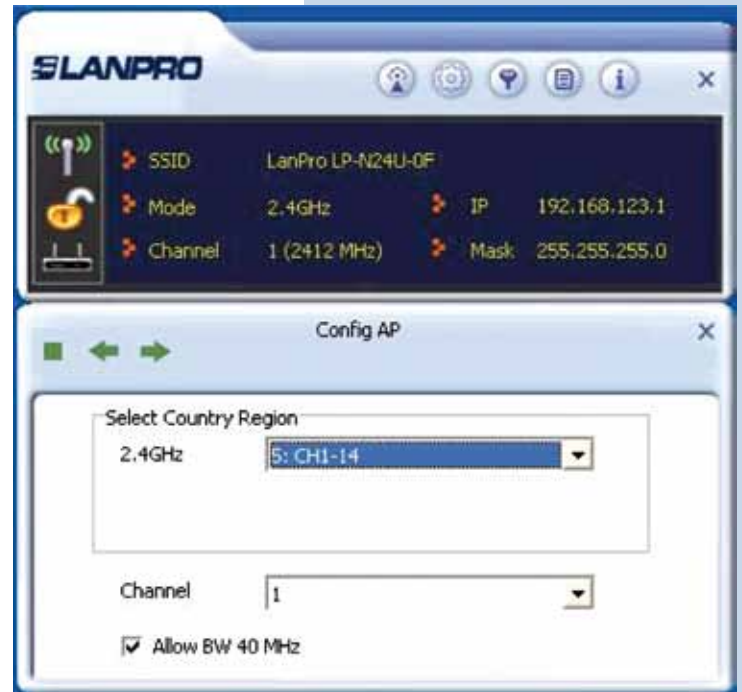 LANPRO
SSID LanPro LP-N24U-0F
Mode 2.4GHz IP 192.168.123.1
Channel 1 (2412 MHz) Mask 255.255.255.0
Config AP
Select Country Region
2.4GHz 5: CH1-14
Channel 1
Allow BW 40 MHz